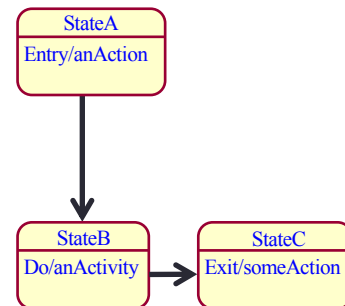 StateA
Entry/anAction
StateB
Do/anActivity
StateC
Exit/someAction